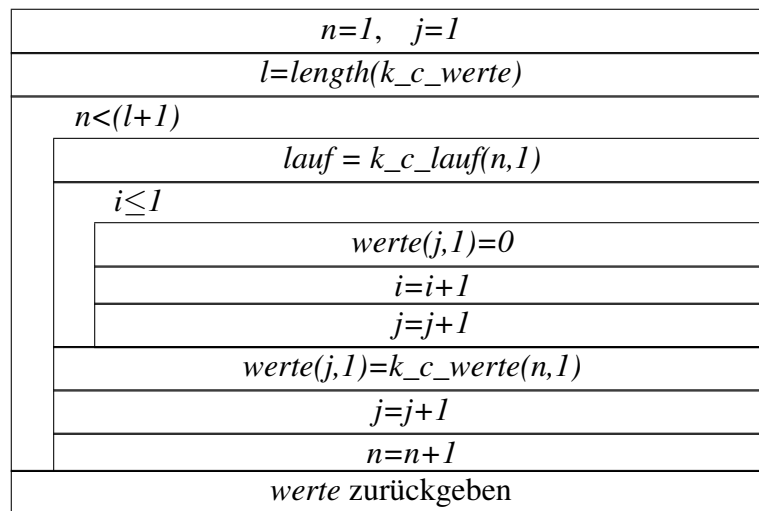 n=1, j=1
l=length(k_c_werte)
n<(l+1)
lauf = k_c_lauf(n,1)
i≤1
werte(j,1)=0
i=i+1
j=j+1
werte(j,1)=k_c_werte(n,1)
j=j+1
n=n+1
werte zurückgeben